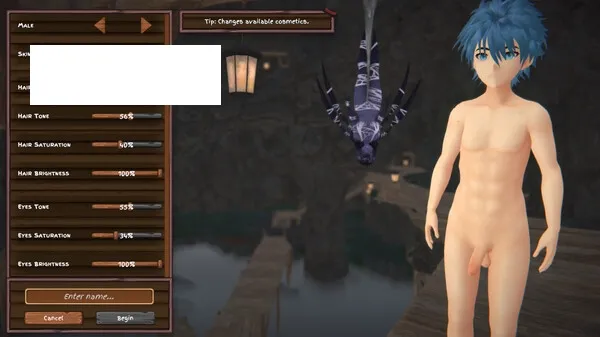 Male
Tip: Changes available cosmetics.
Hair Tone 56%
Hair Saturation 40%
Hair Brightness 100%
Eyes Tone 55%
Eyes Saturation 34%
Eyes Brightness 100%
Enter name...
Cancel Begin